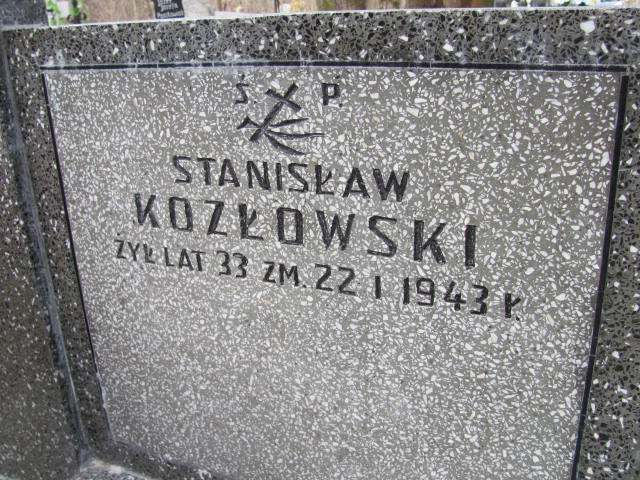 Ś. P.
STANISŁAW
KOZŁOWSKI
ŻYŁ LAT 33 ZM. 22 I 1943 R.